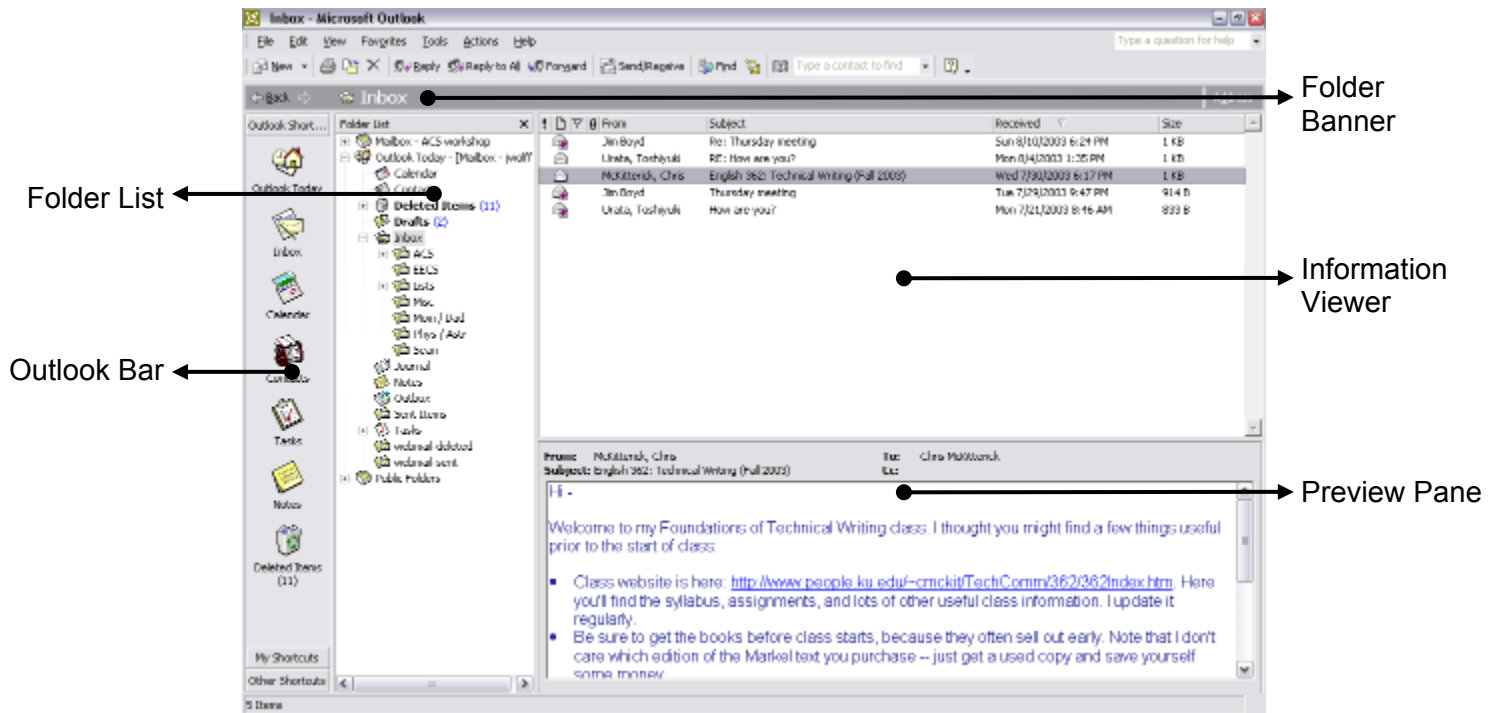 Inbox - Microsoft Outlook
File Edit View Favorites Tools Actions Help
Type a question for help
New Reply Reply to All Forward Send/Receive Find Type a contact to find
Back Inbox
Folder Banner
Outlook Short...
Outlook Today
Inbox
Calendar
Contacts
Tasks
Notes
Deleted Items
(11)
My Shortcuts
Other Shortcuts
Folder List
Outlook Bar
Folder List
Mailbox - ACS workshop
Outlook Today - [Mailbox - jwolff
Calendar
Deleted Items (11)
Drafts (2)
Inbox
ACS
EECS
Lists
Misc
Mom / Dad
Phys / Astr
Sean
Journal
Notes
Outbox
Sent Items
Tasks
webmail-deleted
webmail-sent
Public Folders
From Subject Received Size
Jim Boyd Re: Thursday meeting Sun 8/10/2003 6:24 PM 1 KB
Urata, Toshiyuki RE: How are you? Mon 8/4/2003 1:35 PM 1 KB
McKitterick, Chris English 362: Technical Writing (Fall 2003) Wed 7/30/2003 6:17 PM 1 KB
Jim Boyd Thursday meeting Tue 7/29/2003 9:47 PM 914 B
Urata, Toshiyuki How are you? Mon 7/21/2003 8:46 AM 833 B
Information
Viewer
From: McKitterick, Chris To: Chris McKitterick
Subject: English 362: Technical Writing (Fall 2003) Cc:
Preview Pane
Hi -
Welcome to my Foundations of Technical Writing class. I thought you might find a few things useful
prior to the start of class:
• Class website is here: http://www.people.ku.edu/~cmckit/TechComm/362/362Index.htm. Here
you'll find the syllabus, assignments, and lots of other useful class information. I update it
regularly.
• Be sure to get the books before class starts, because they often sell out early. Note that I don't
care which edition of the Markel text you purchase -- just get a used copy and save yourself
some money
5 Items